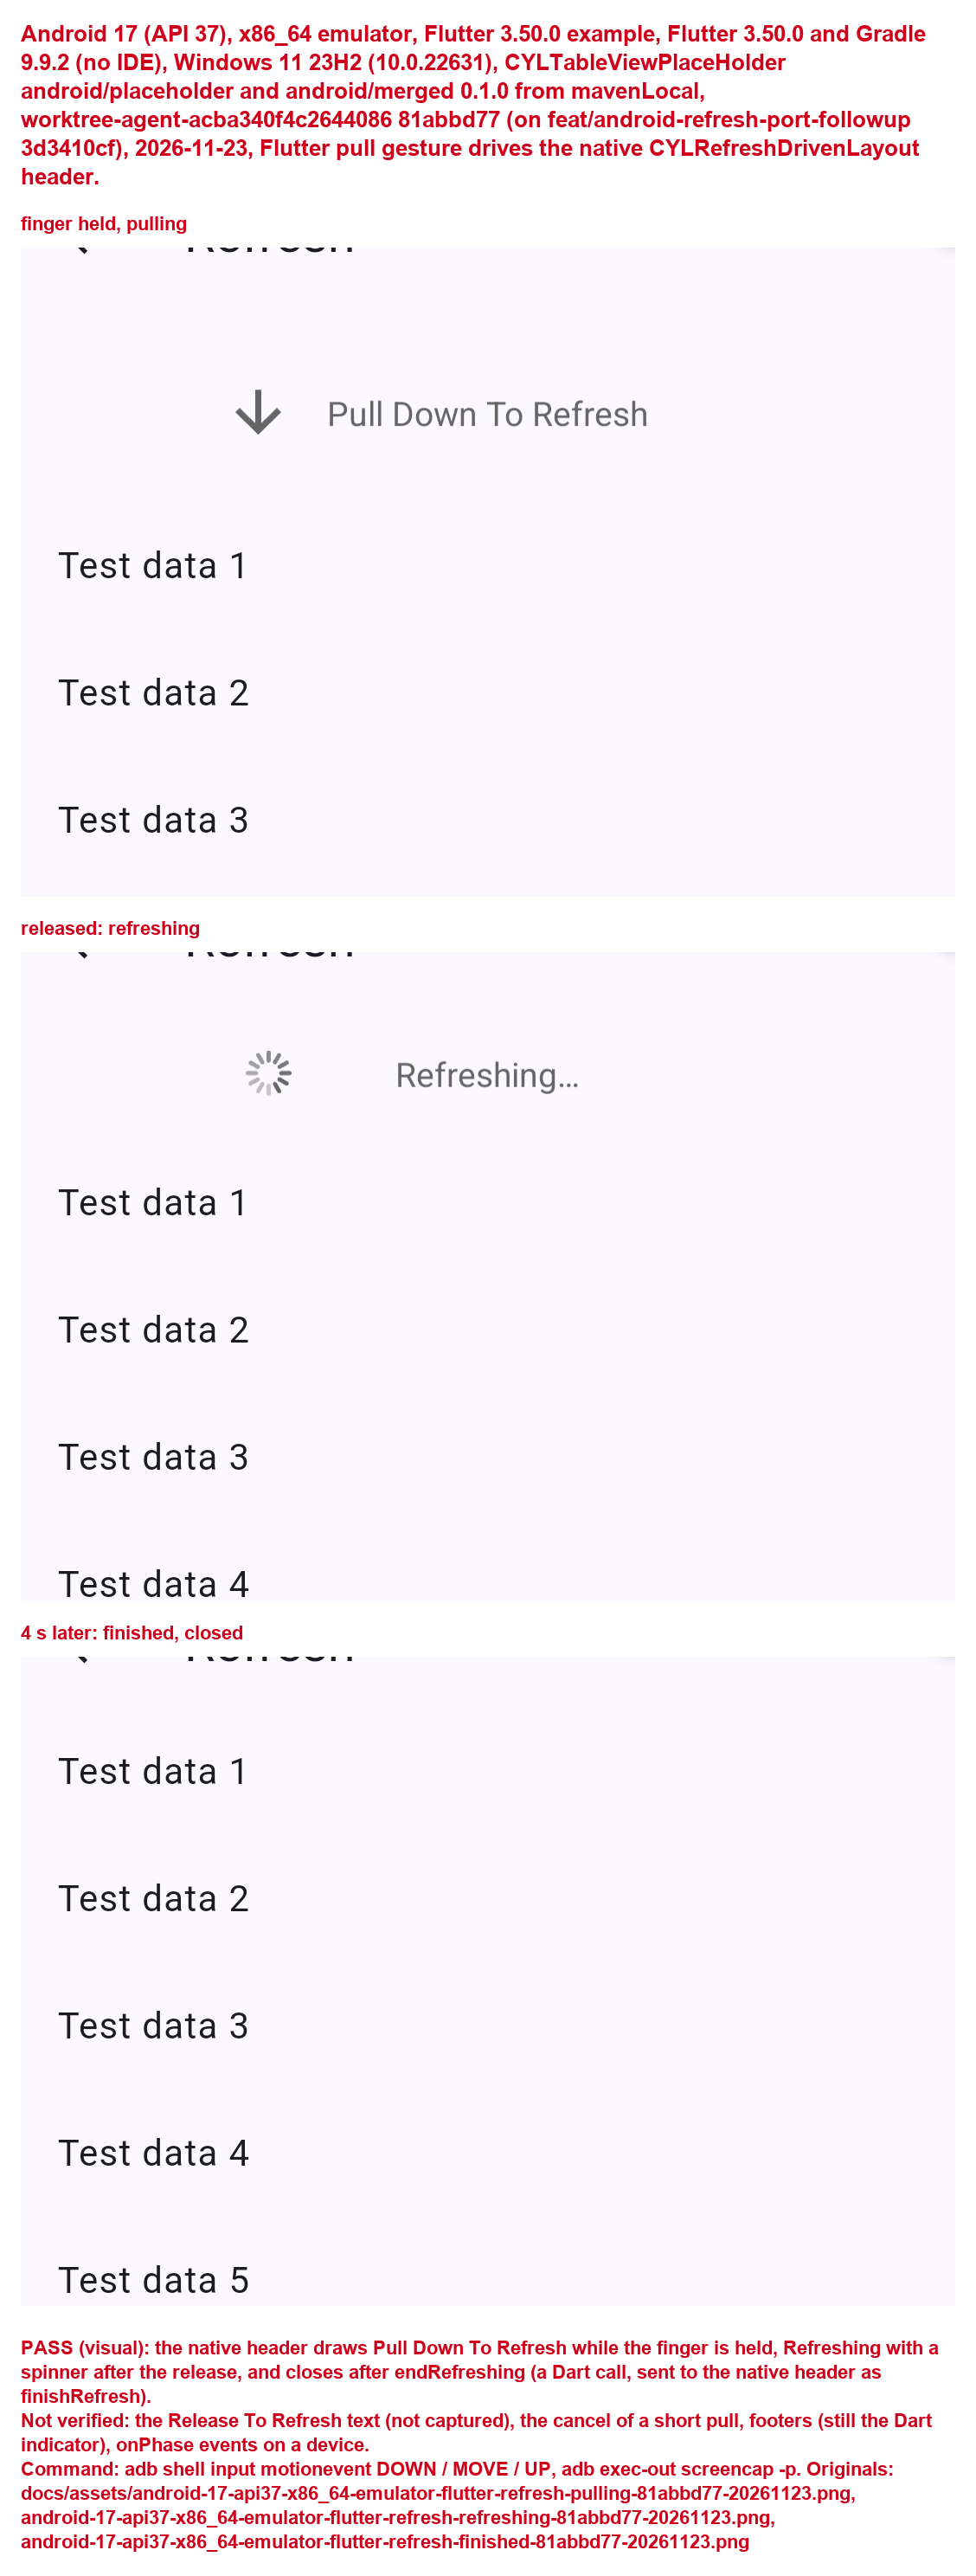 Android 17 (API 37), x86_64 emulator, Flutter 3.50.0 example, Flutter 3.50.0 and Gradle
9.9.2 (no IDE), Windows 11 23H2 (10.0.22631), CYLTableViewPlaceHolder
android/placeholder and android/merged 0.1.0 from mavenLocal,
worktree-agent-acba340f4c2644086 81abbd77 (on feat/android-refresh-port-followup
3d3410cf), 2026-11-23, Flutter pull gesture drives the native CYLRefreshDrivenLayout
header.
finger held, pulling
Refresh
Pull Down To Refresh
Test data 1
Test data 2
Test data 3
released: refreshing
Refresh
Refreshing...
Test data 1
Test data 2
Test data 3
Test data 4
4 s later: finished, closed
Refresh
Test data 1
Test data 2
Test data 3
Test data 4
Test data 5
PASS (visual): the native header draws Pull Down To Refresh while the finger is held, Refreshing with a
spinner after the release, and closes after endRefreshing (a Dart call, sent to the native header as
finishRefresh).
Not verified: the Release To Refresh text (not captured), the cancel of a short pull, footers (still the Dart
indicator), onPhase events on a device.
Command: adb shell input motionevent DOWN / MOVE / UP, adb exec-out screencap -p. Originals:
docs/assets/android-17-api37-x86_64-emulator-flutter-refresh-pulling-81abbd77-20261123.png,
android-17-api37-x86_64-emulator-flutter-refresh-refreshing-81abbd77-20261123.png,
android-17-api37-x86_64-emulator-flutter-refresh-finished-81abbd77-20261123.png